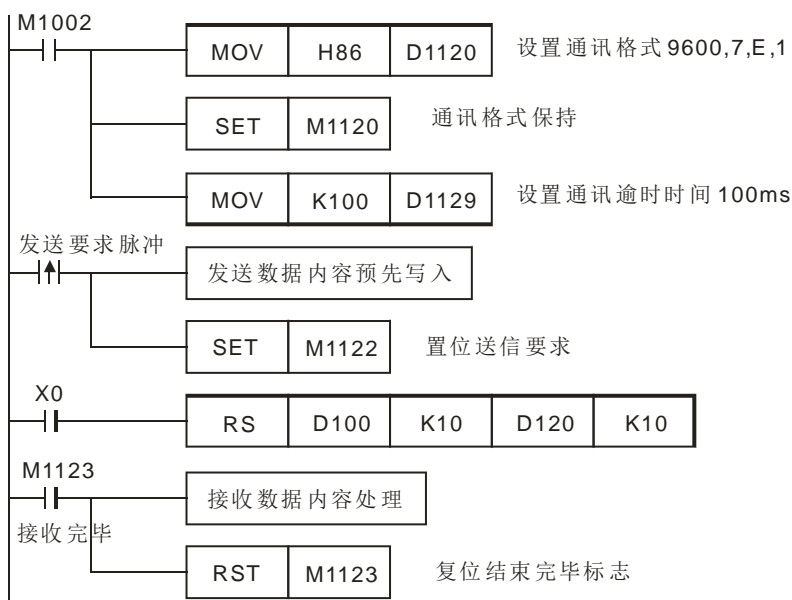 M1002
MOV H86 D1120 设置通讯格式9600,7,E,1
SET M1120 通讯格式保持
MOV K100 D1129 设置通讯逾时时间100ms
发送要求脉冲
发送数据内容预先写入
SET M1122 置位送信要求
X0
RS D100 K10 D120 K10
M1123
接收数据内容处理
接收完毕
RST M1123 复位结束完毕标志